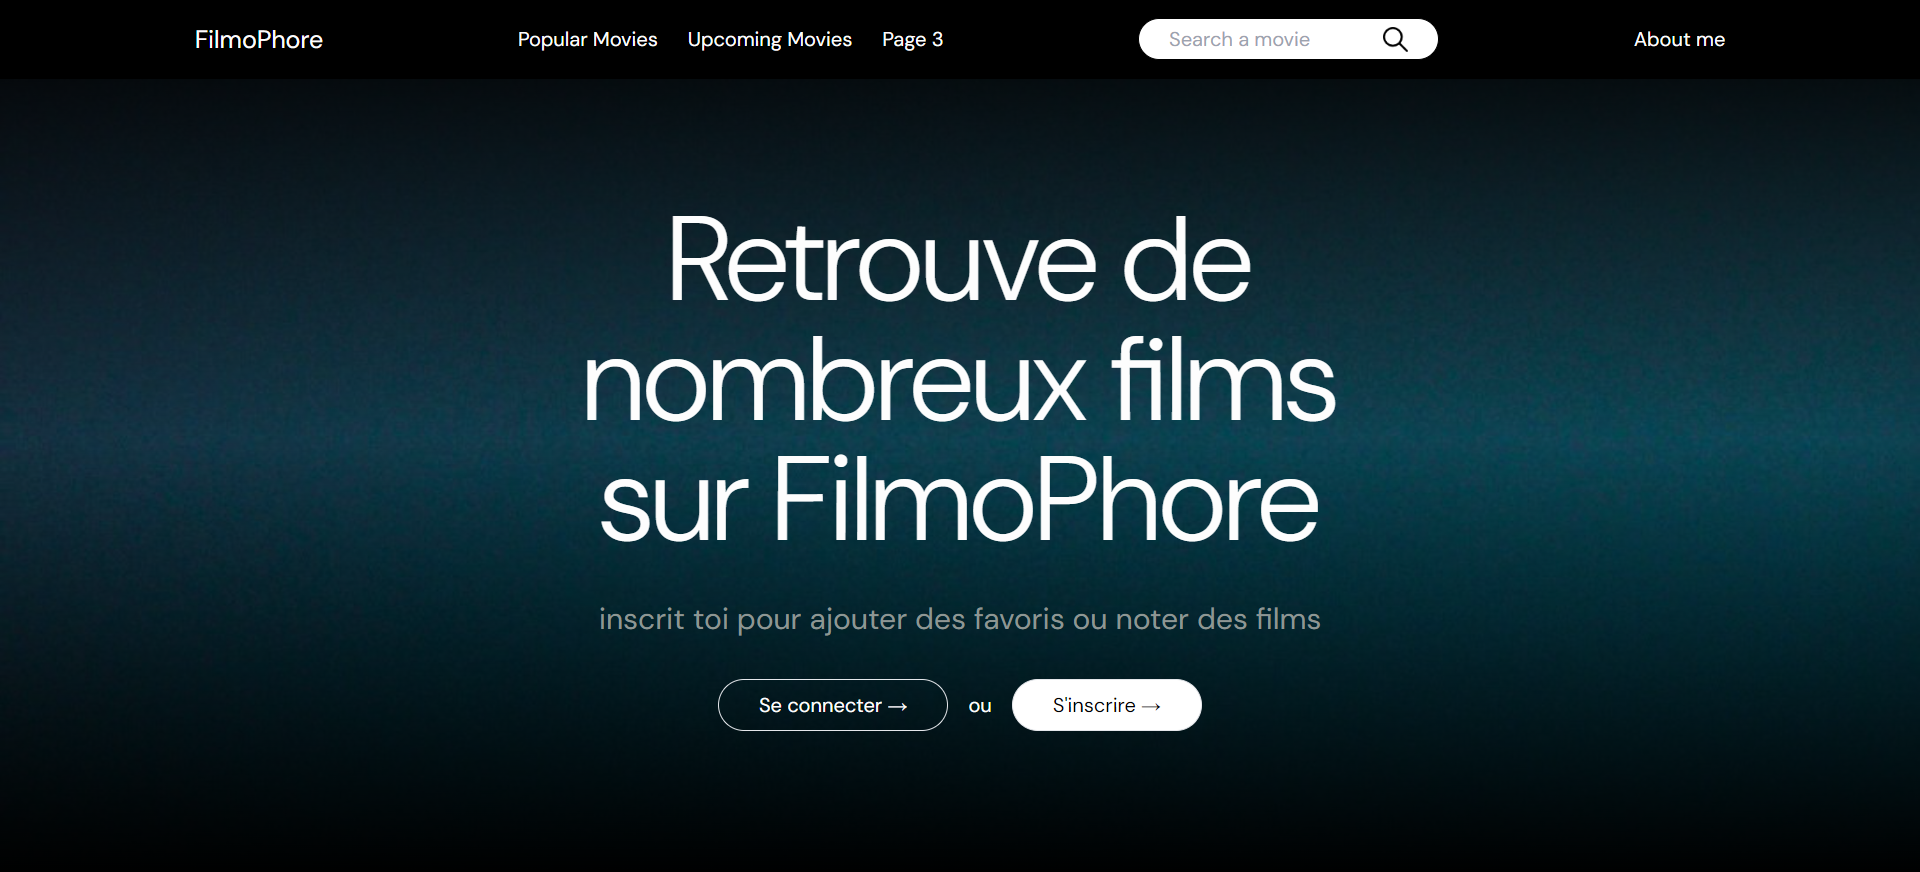 FilmoPhore
Popular Movies
Upcoming Movies
Page 3
Search a movie
About me
Retrouve de
nombreux films
sur FilmoPhore
inscrit toi pour ajouter des favoris ou noter des films
Se connecter →
ou
S'inscrire →